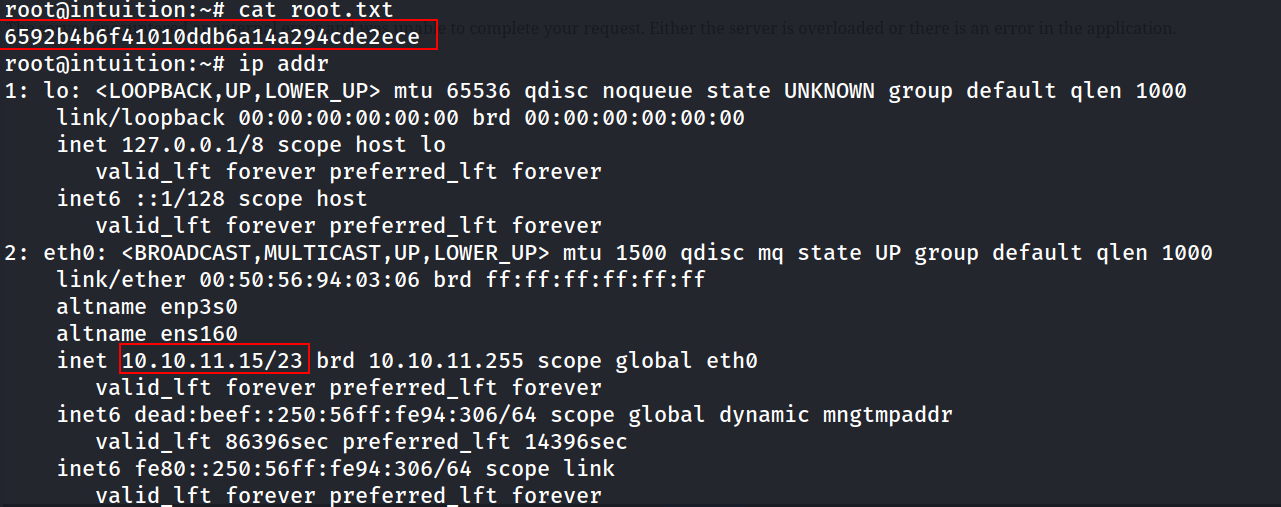 root@intuition:~# cat root.txt
6592b4b6f41010ddb6a14a294cde2ece ble to complete your request. Either the server is overloaded or there is an error in the application.
root@intuition:~# ip addr
1: lo: <LOOPBACK,UP,LOWER_UP> mtu 65536 qdisc noqueue state UNKNOWN group default qlen 1000
    link/loopback 00:00:00:00:00:00 brd 00:00:00:00:00:00
    inet 127.0.0.1/8 scope host lo
       valid_lft forever preferred_lft forever
    inet6 ::1/128 scope host
       valid_lft forever preferred_lft forever
2: eth0: <BROADCAST,MULTICAST,UP,LOWER_UP> mtu 1500 qdisc mq state UP group default qlen 1000
    link/ether 00:50:56:94:03:06 brd ff:ff:ff:ff:ff:ff
    altname enp3s0
    altname ens160
    inet 10.10.11.15/23 brd 10.10.11.255 scope global eth0
       valid_lft forever preferred_lft forever
    inet6 dead:beef::250:56ff:fe94:306/64 scope global dynamic mngtmpaddr
       valid_lft 86396sec preferred_lft 14396sec
    inet6 fe80::250:56ff:fe94:306/64 scope link
       valid_lft forever preferred_lft forever